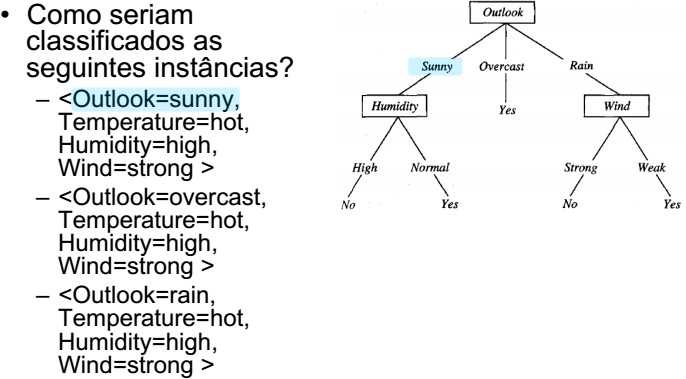 • Como seriam
classificados as
seguintes instâncias?
– <Outlook=sunny,
Temperature=hot,
Humidity=high,
Wind=strong >
– <Outlook=overcast,
Temperature=hot,
Humidity=high,
Wind=strong >
– <Outlook=rain,
Temperature=hot,
Humidity=high,
Wind=strong >
Outlook
Sunny Overcast Rain
Humidity Yes Wind
High Normal Strong Weak
No Yes No Yes